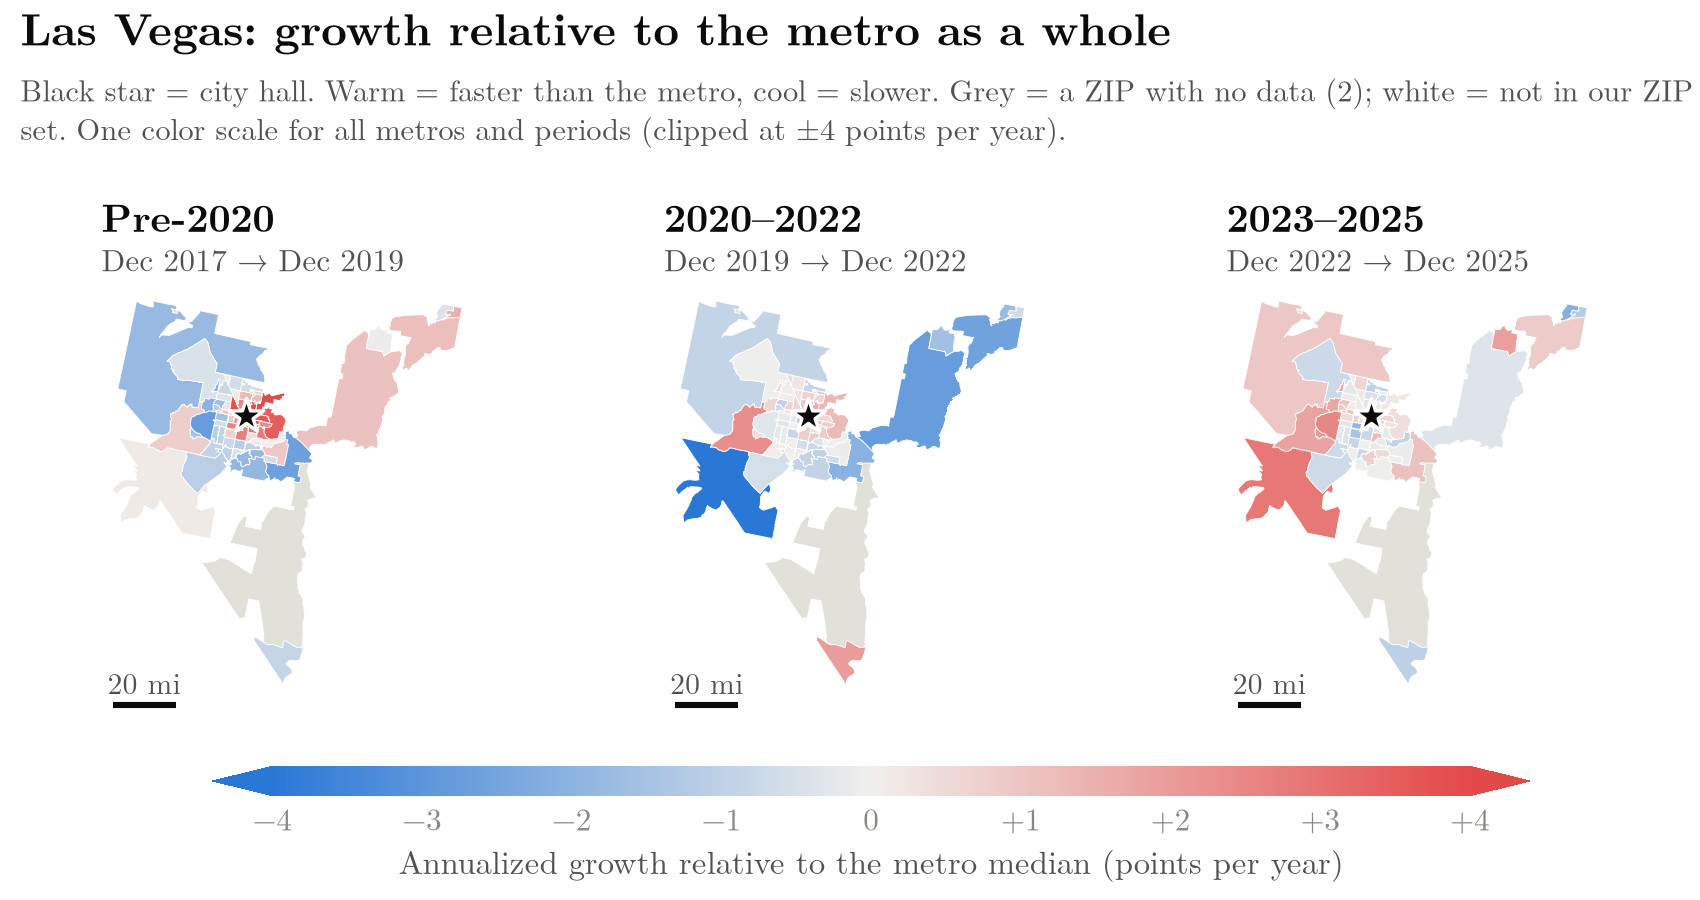 Las Vegas: growth relative to the metro as a whole
Black star = city hall. Warm = faster than the metro, cool = slower. Grey = a ZIP with no data (2); white = not in our ZIP
set. One color scale for all metros and periods (clipped at ±4 points per year).
Pre-2020
Dec 2017 → Dec 2019
2020–2022
Dec 2019 → Dec 2022
2023–2025
Dec 2022 → Dec 2025
20 mi
20 mi
20 mi
−4 −3 −2 −1 0 +1 +2 +3 +4
Annualized growth relative to the metro median (points per year)